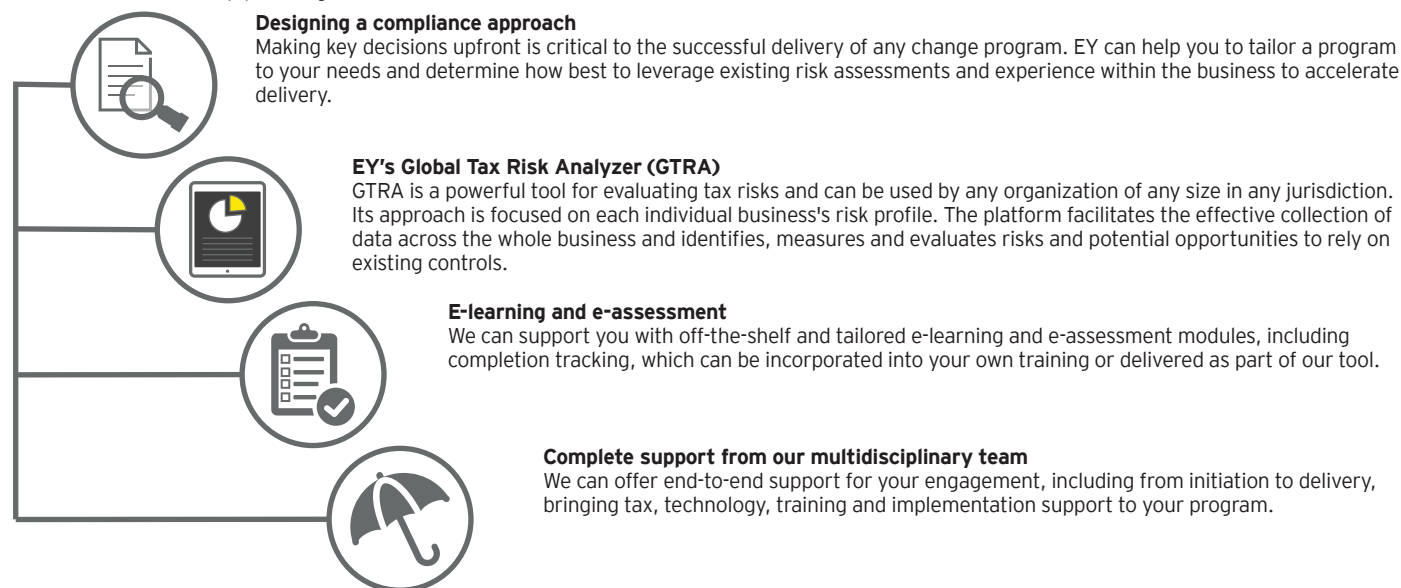 Designing a compliance approach
Making key decisions upfront is critical to the successful delivery of any change program. EY can help you to tailor a program
to your needs and determine how best to leverage existing risk assessments and experience within the business to accelerate
delivery.
EY's Global Tax Risk Analyzer (GTRA)
GTRA is a powerful tool for evaluating tax risks and can be used by any organization of any size in any jurisdiction.
Its approach is focused on each individual business's risk profile. The platform facilitates the effective collection of
data across the whole business and identifies, measures and evaluates risks and potential opportunities to rely on
existing controls.
E-learning and e-assessment
We can support you with off-the-shelf and tailored e-learning and e-assessment modules, including
completion tracking, which can be incorporated into your own training or delivered as part of our tool.
Complete support from our multidisciplinary team
We can offer end-to-end support for your engagement, including from initiation to delivery,
bringing tax, technology, training and implementation support to your program.